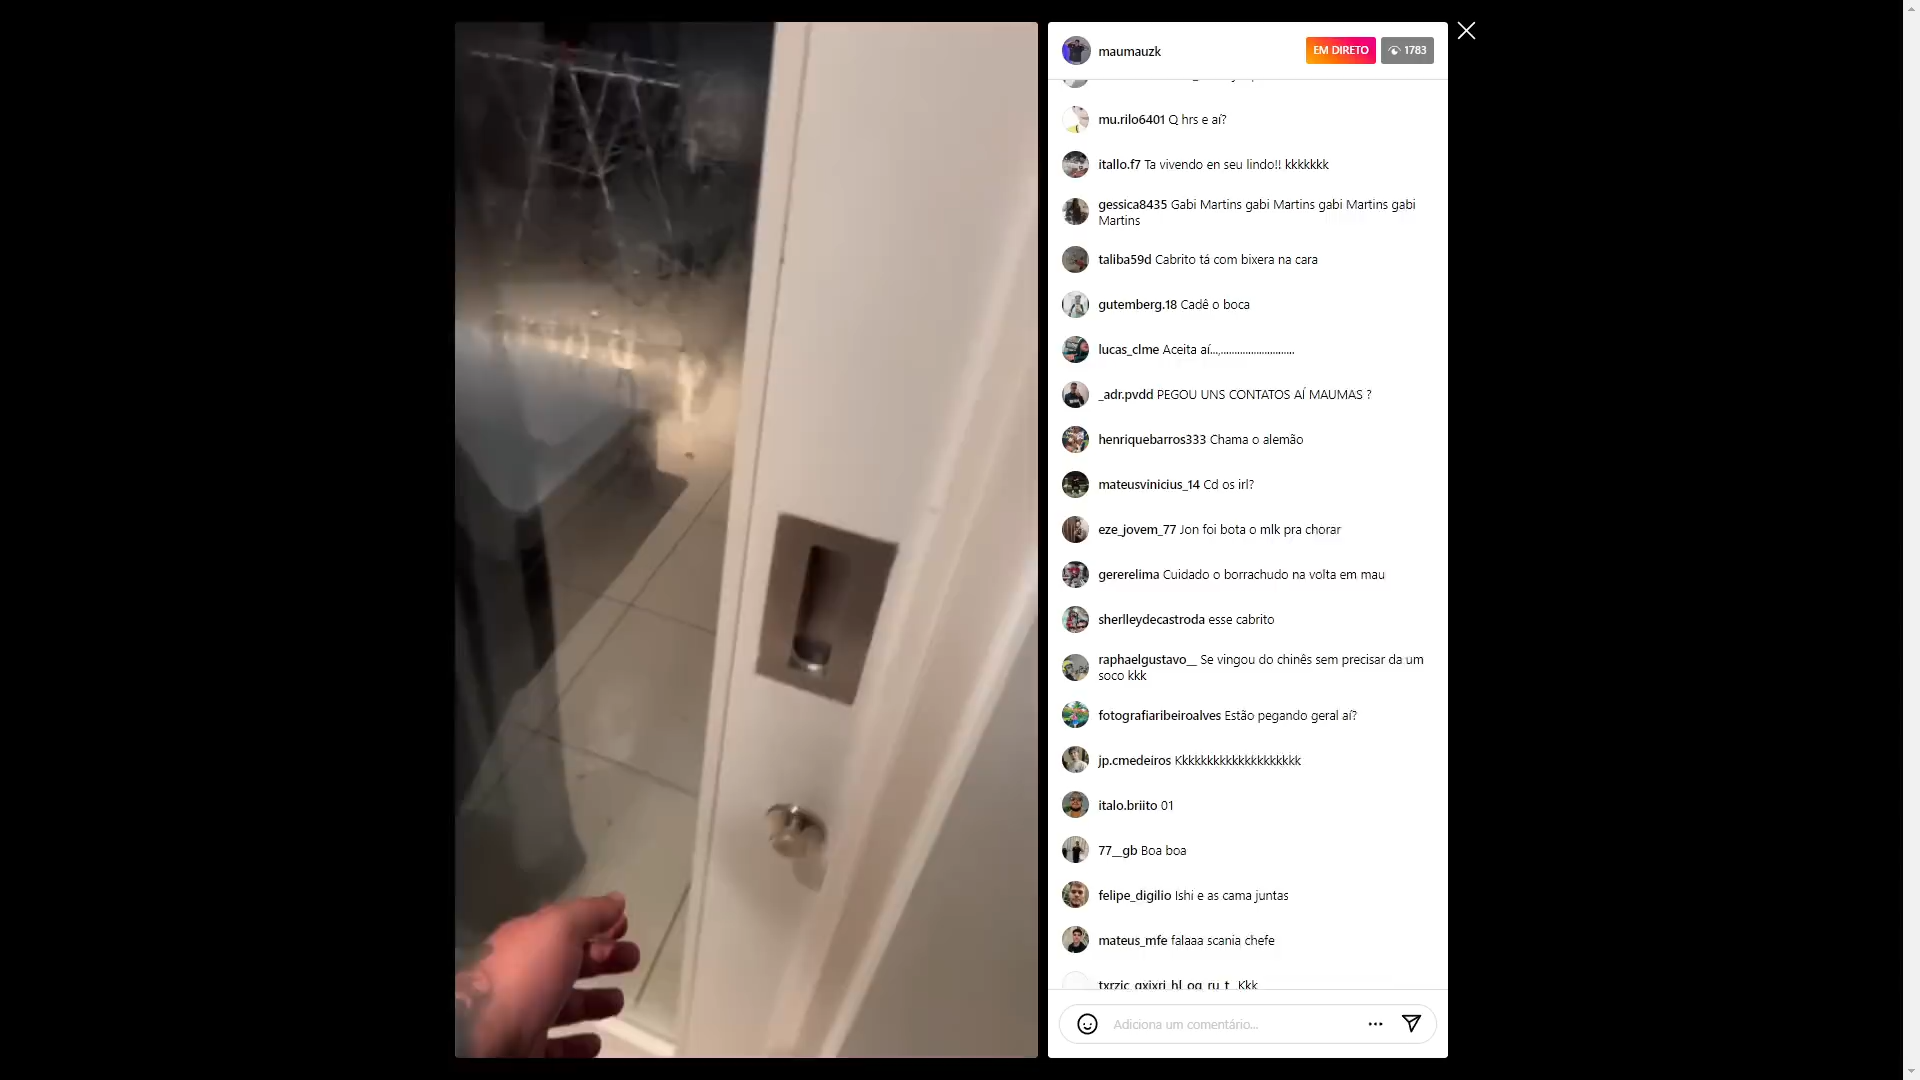 maumauzk
EM DIRETO
1783
mu.rilo6401 Q hrs e aí?
itallo.f7 Ta vivendo en seu lindo!! kkkkkkk
gessica8435 Gabi Martins gabi Martins gabi Martins gabi
Martins
taliba59d Cabrito tá com bixera na cara
gutemberg.18 Cadê o boca
lucas_clme Aceita aí...,...........................
_adr.pvdd PEGOU UNS CONTATOS AÍ MAUMAS ?
henriquebarros333 Chama o alemão
mateusvinicius_14 Cd os irl?
eze_jovem_77 Jon foi bota o mlk pra chorar
gererelima Cuidado o borrachudo na volta em mau
sherlleydecastroda esse cabrito
raphaelgustavo__ Se vingou do chinês sem precisar da um
soco kkk
fotografiaribeiroalves Estão pegando geral aí?
jp.cmedeiros Kkkkkkkkkkkkkkkkkkkk
italo.briito 01
77__gb Boa boa
felipe_digilio Ishi e as cama juntas
mateus_mfe falaaa scania chefe
Kkk
Adiciona um comentário...